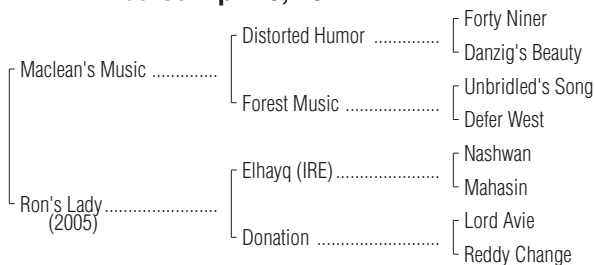 Forty Niner
Distorted Humor ..............
Danzig's Beauty
Maclean's Music ..............
Unbridled's Song
Forest Music ....................
Defer West
Nashwan
Elhayq (IRE) ......................
Mahasin
Ron's Lady ........................
(2005)
Lord Avie
Donation ..........................
Reddy Change